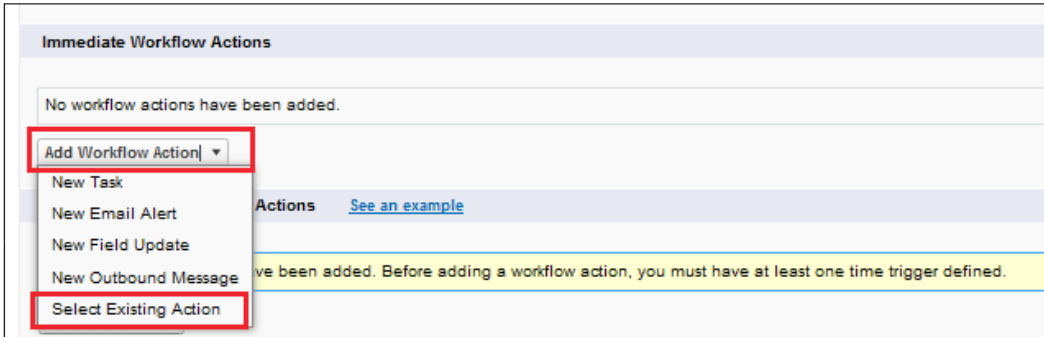 Immediate Workflow Actions
No workflow actions have been added.
Add Workflow Action
New Task
New Email Alert
Actions See an example
New Field Update
New Outbound Message
ve been added. Before adding a workflow action, you must have at least one time trigger defined.
Select Existing Action